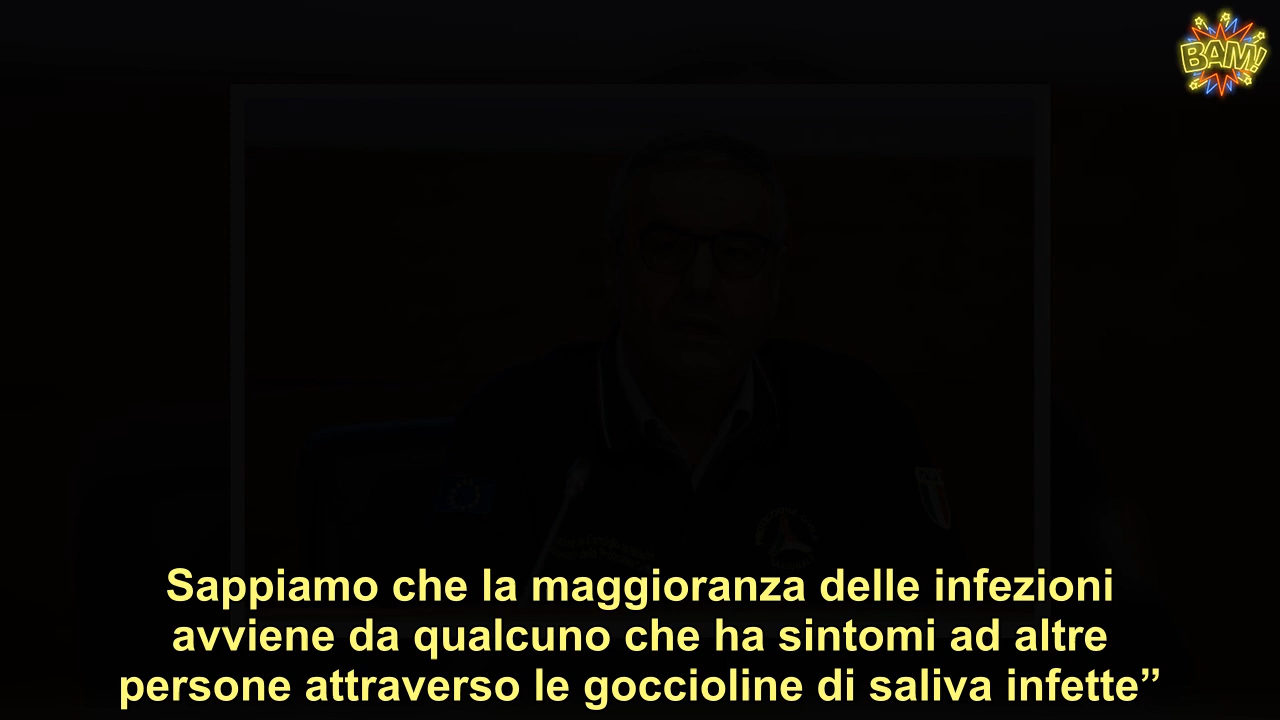 BAM!
Sappiamo che la maggioranza delle infezioni
avviene da qualcuno che ha sintomi ad altre
persone attraverso le goccioline di saliva infette”